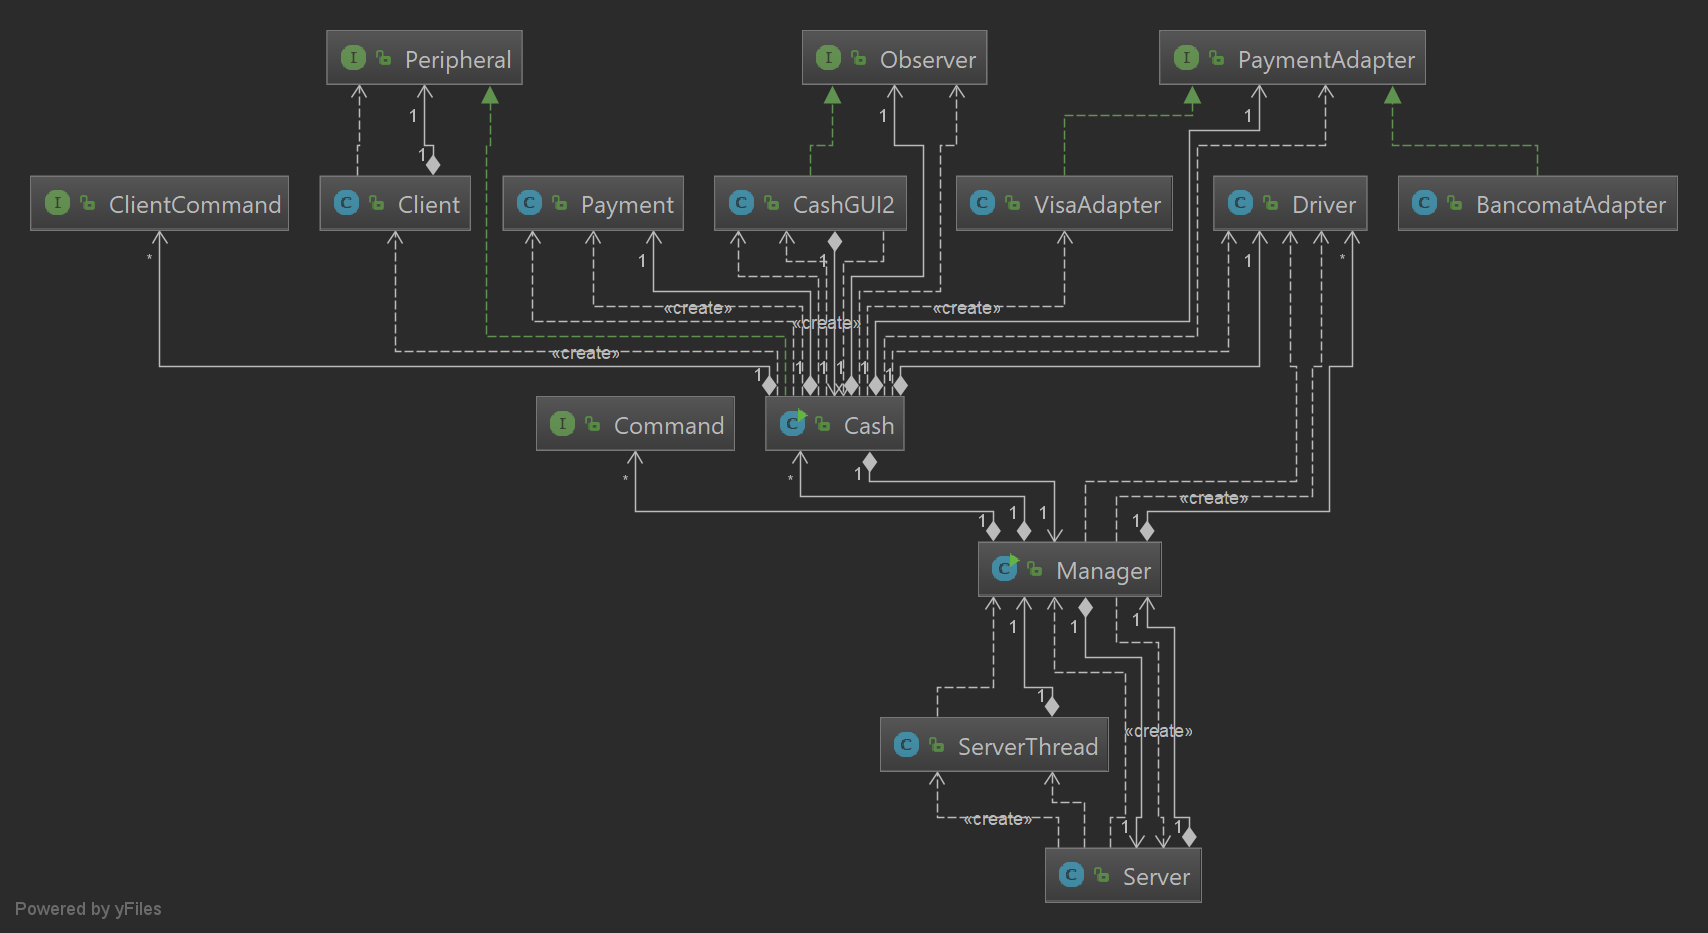 I Peripheral
I Observer
I PaymentAdapter
1
1
1
1
I ClientCommand
C Client
C Payment
C CashGUI2
C VisaAdapter
C Driver
C BancomatAdapter
*
1
1
1
*
«create»
«create»
«create»
«create»
1
1
1
1
1
1
I Command
C Cash
*
*
1
«create»
1
1
1
1
C Manager
1
1
1
1
«create»
C ServerThread
«create»
1
1
C Server
Powered by yFiles